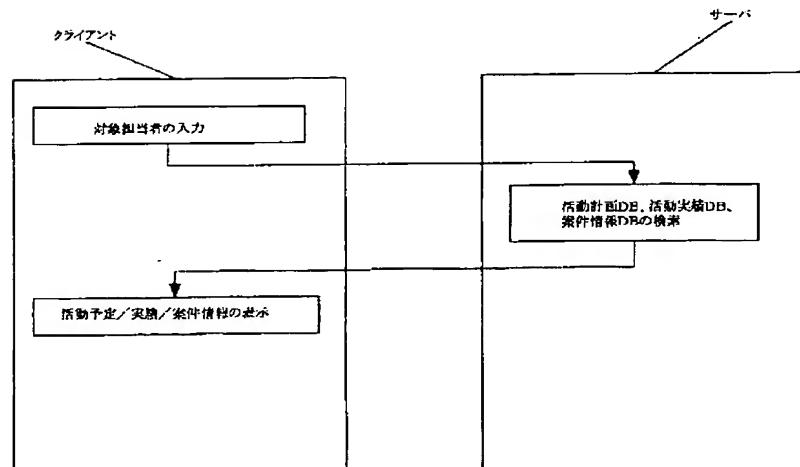 クライアント
サーバ
対象担当者の入力
活動計画DB、活動実績DB、
案件情報DBの検索
活動予定／実績／案件情報の表示